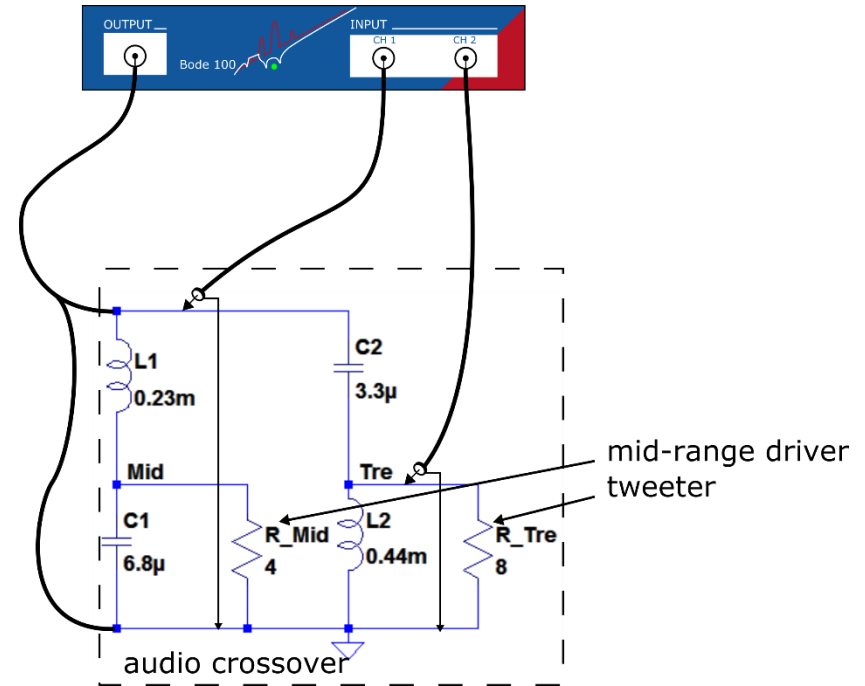 OUTPUT
INPUT
CH 1
CH 2
Bode 100
C2
L1
3.3µ
0.23m
mid-range driver
Mid
Tre
tweeter
C1
L2
R_Mid
R_Tre
6.8µ
4
0.44m
8
audio crossover